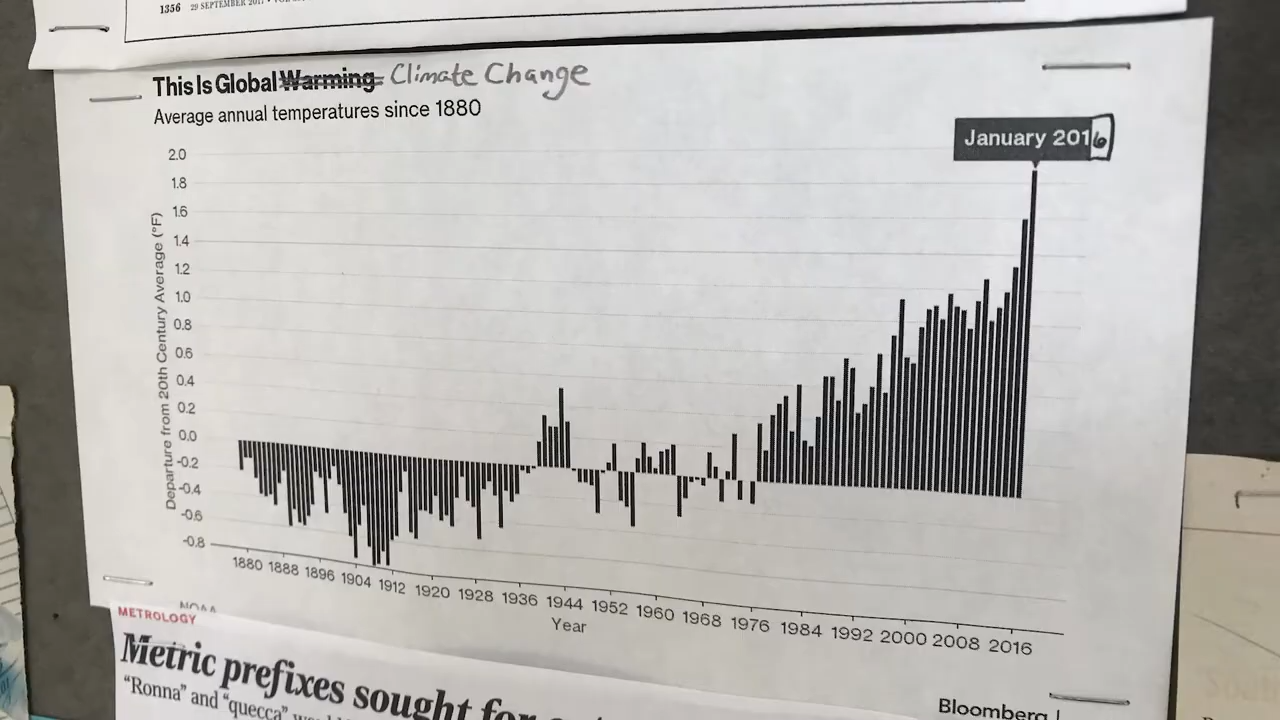 1356 29 SEPTEMBER 2017
This Is Global Warming Climate Change
Average annual temperatures since 1880
January 2016
Departure from 20th Century Average (°F)
2.0
1.8
1.6
1.4
1.2
1.0
0.8
0.6
0.4
0.2
0.0
-0.2
-0.4
-0.6
-0.8
1880 1888 1896 1904 1912 1920 1928 1936 1944 1952 1960 1968 1976 1984 1992 2000 2008 2016
Year
NOAA
Bloomberg
METROLOGY
Metric prefixes sought for
"Ronna" and "quecca"